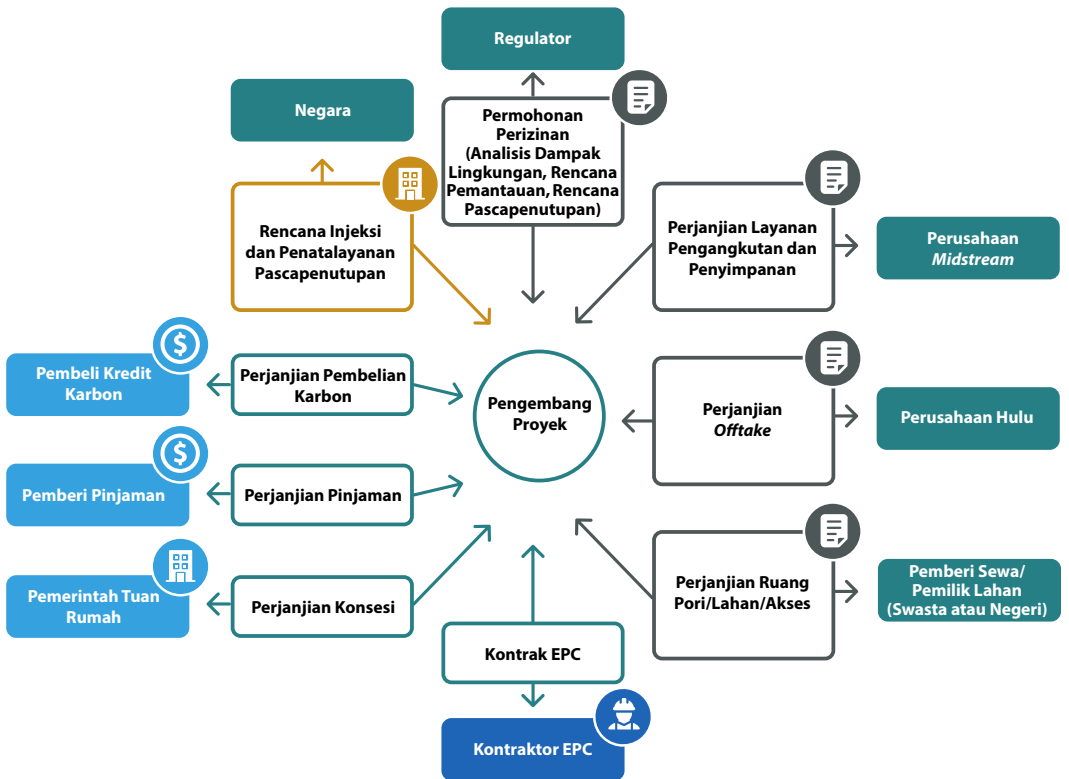 Regulator
Negara
Permohonan
Perizinan
(Analisis Dampak
Lingkungan, Rencana
Pemantauan, Rencana
Pascapenutupan)
Rencana Injeksi
dan Penatalayanan
Pascapenutupan
Perjanjian Layanan
Pengangkutan dan
Penyimpanan
Perusahaan
Midstream
$
Pembeli Kredit
Karbon
Perjanjian Pembelian
Karbon
Pengembang
Proyek
Perjanjian
Offtake
Perusahaan Hulu
$
Pemberi Pinjaman
Perjanjian Pinjaman
Pemerintah Tuan
Rumah
Perjanjian Konsesi
Perjanjian Ruang
Pori/Lahan/Akses
Pemberi Sewa/
Pemilik Lahan
(Swasta atau Negeri)
Kontrak EPC
Kontraktor EPC